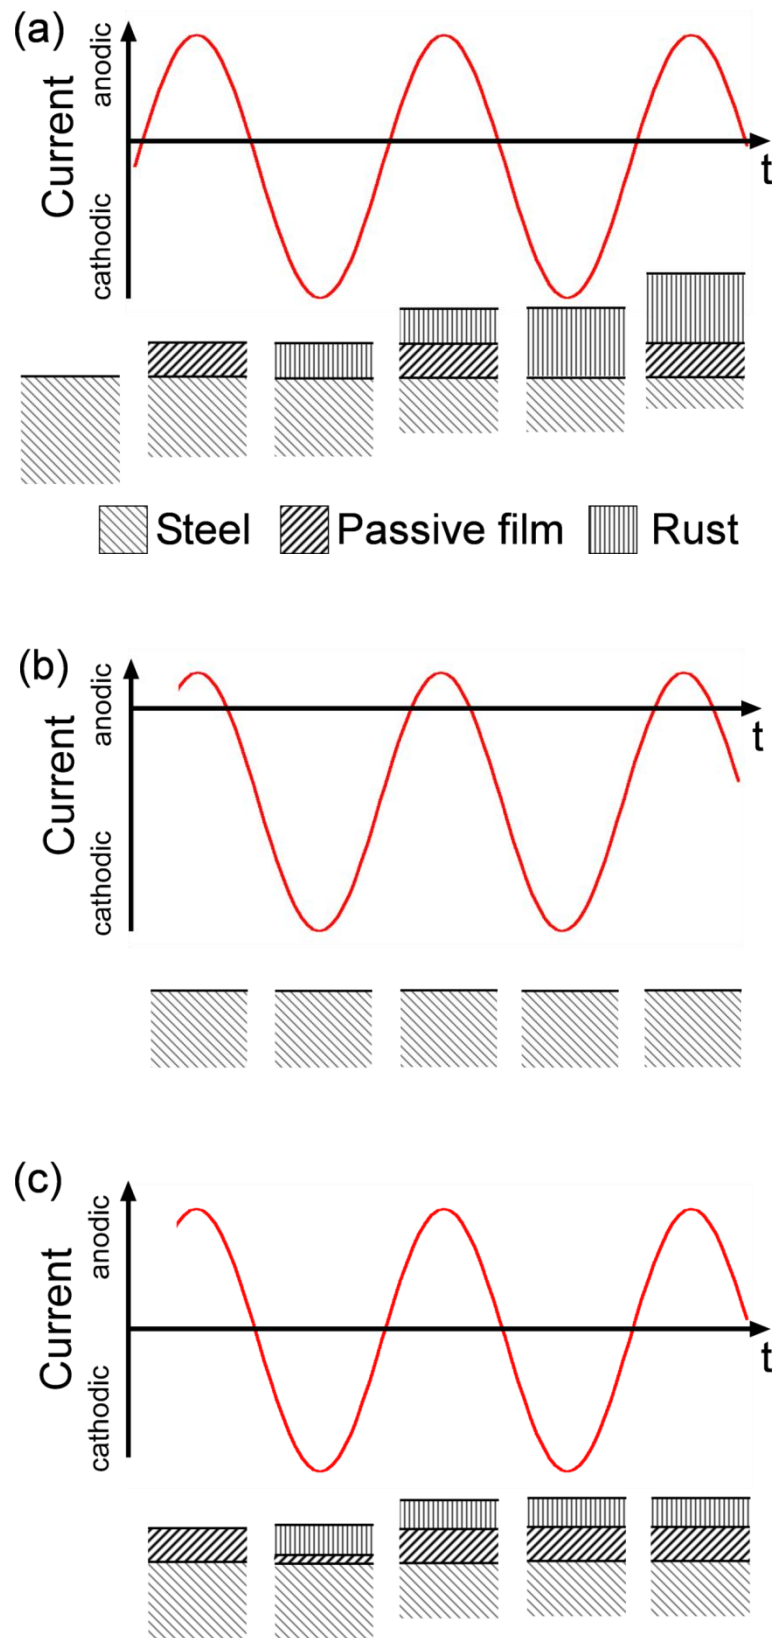 (a)
anodic
Current
cathodic
t
Steel
Passive film
Rust
(b)
anodic
Current
cathodic
t
(c)
anodic
Current
cathodic
t